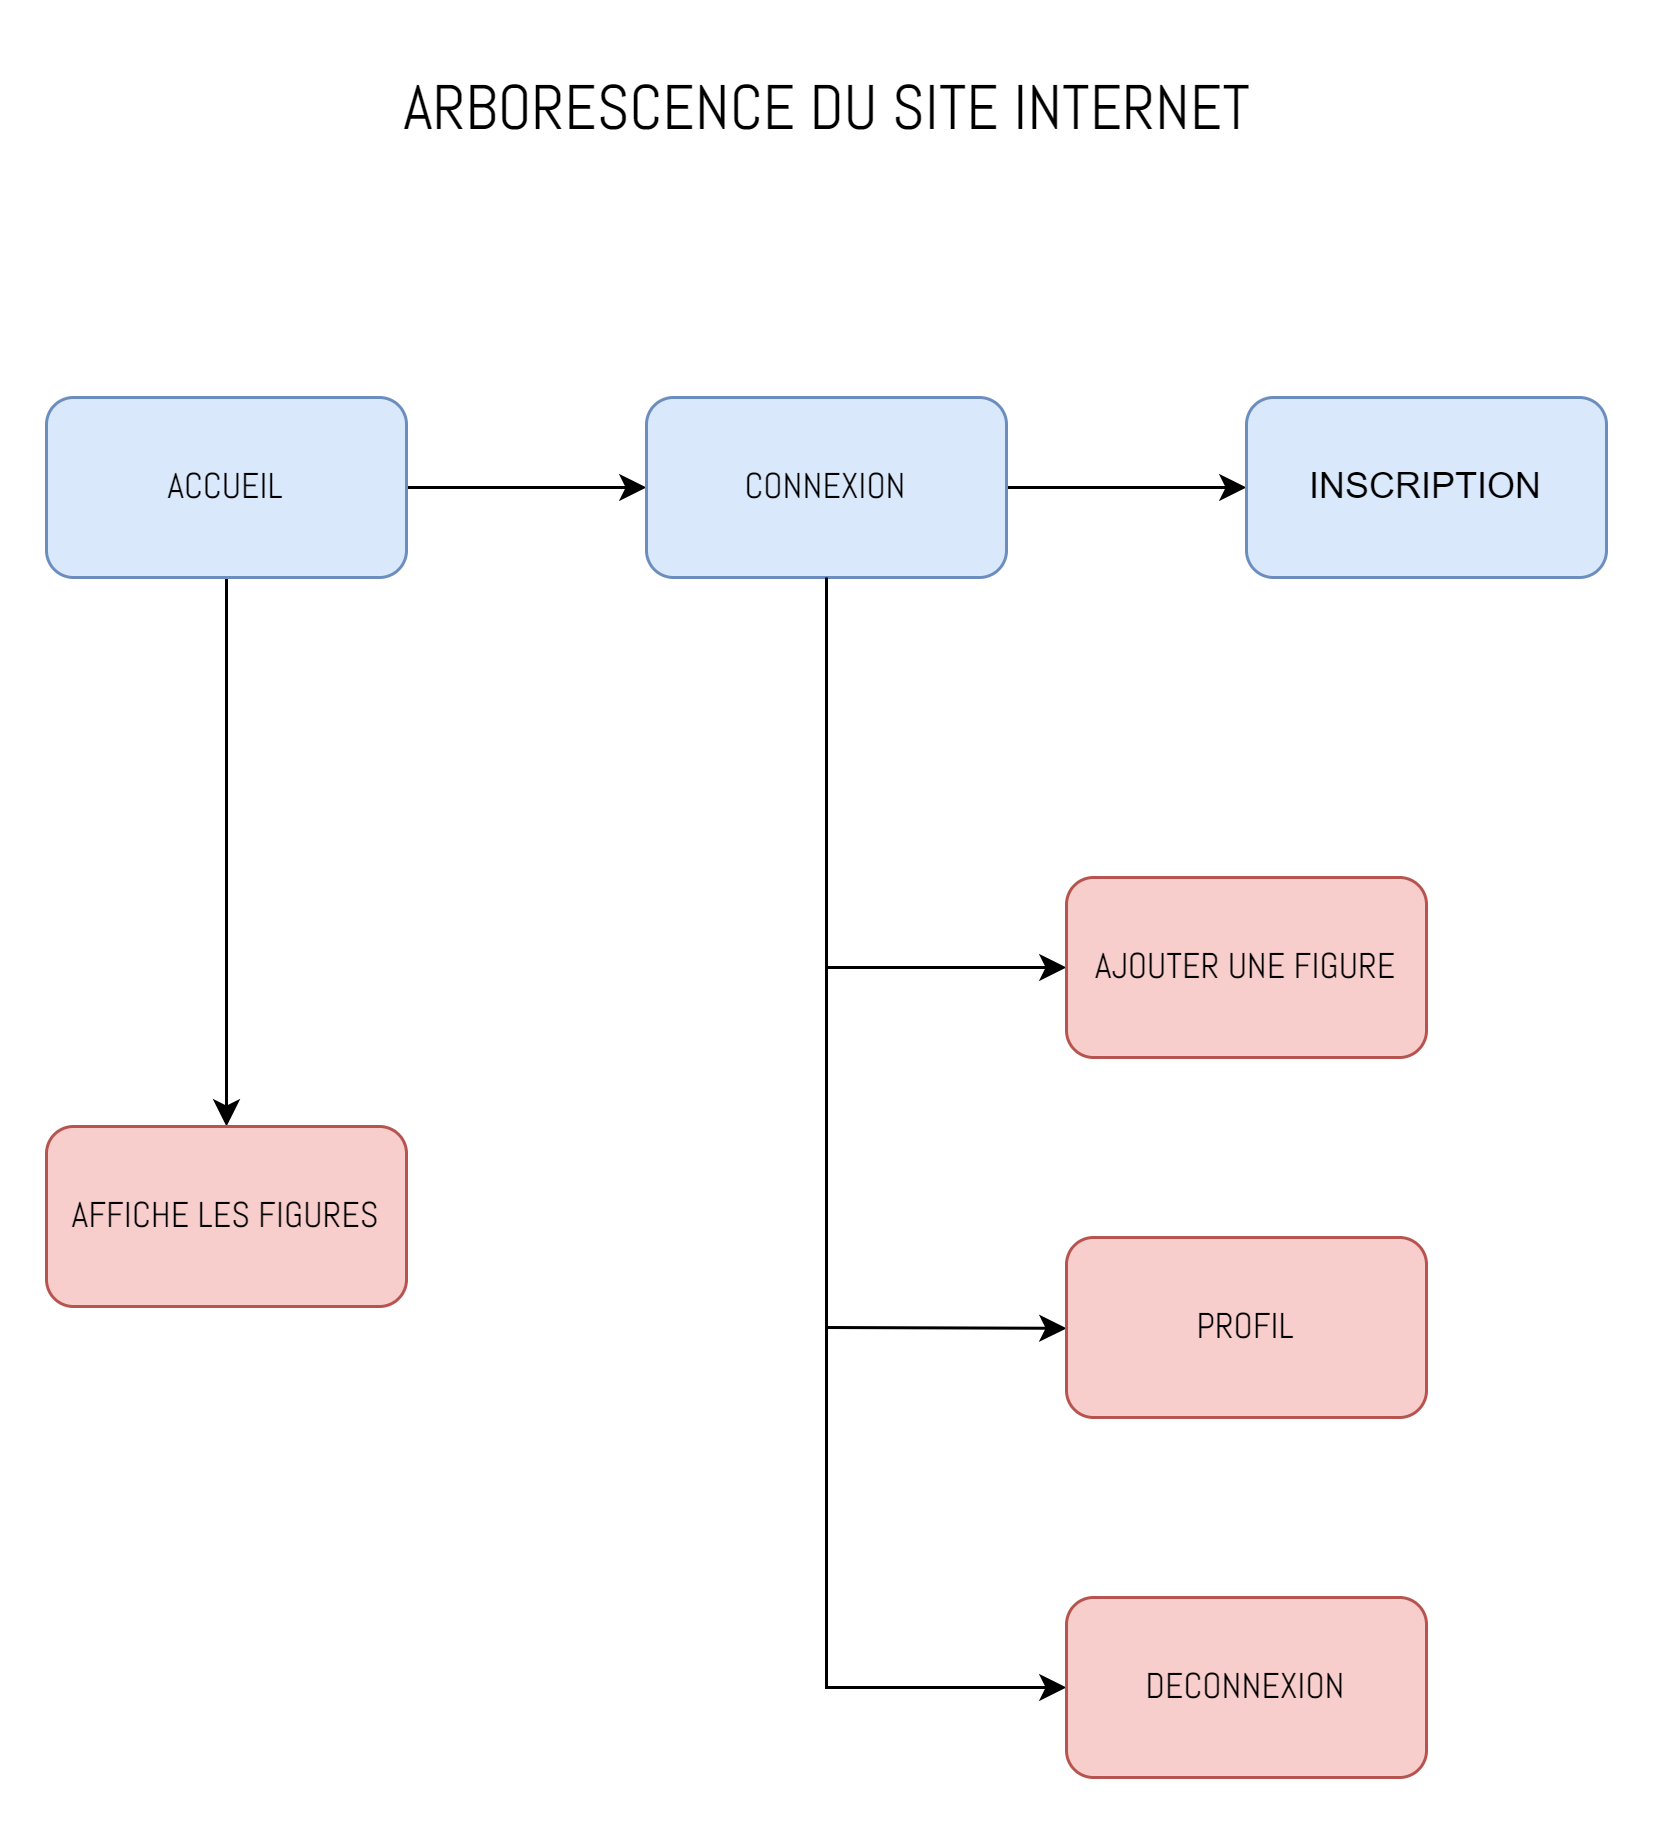 ARBORESCENCE DU SITE INTERNET
ACCUEIL
CONNEXION
INSCRIPTION
AJOUTER UNE FIGURE
AFFICHE LES FIGURES
PROFIL
DECONNEXION